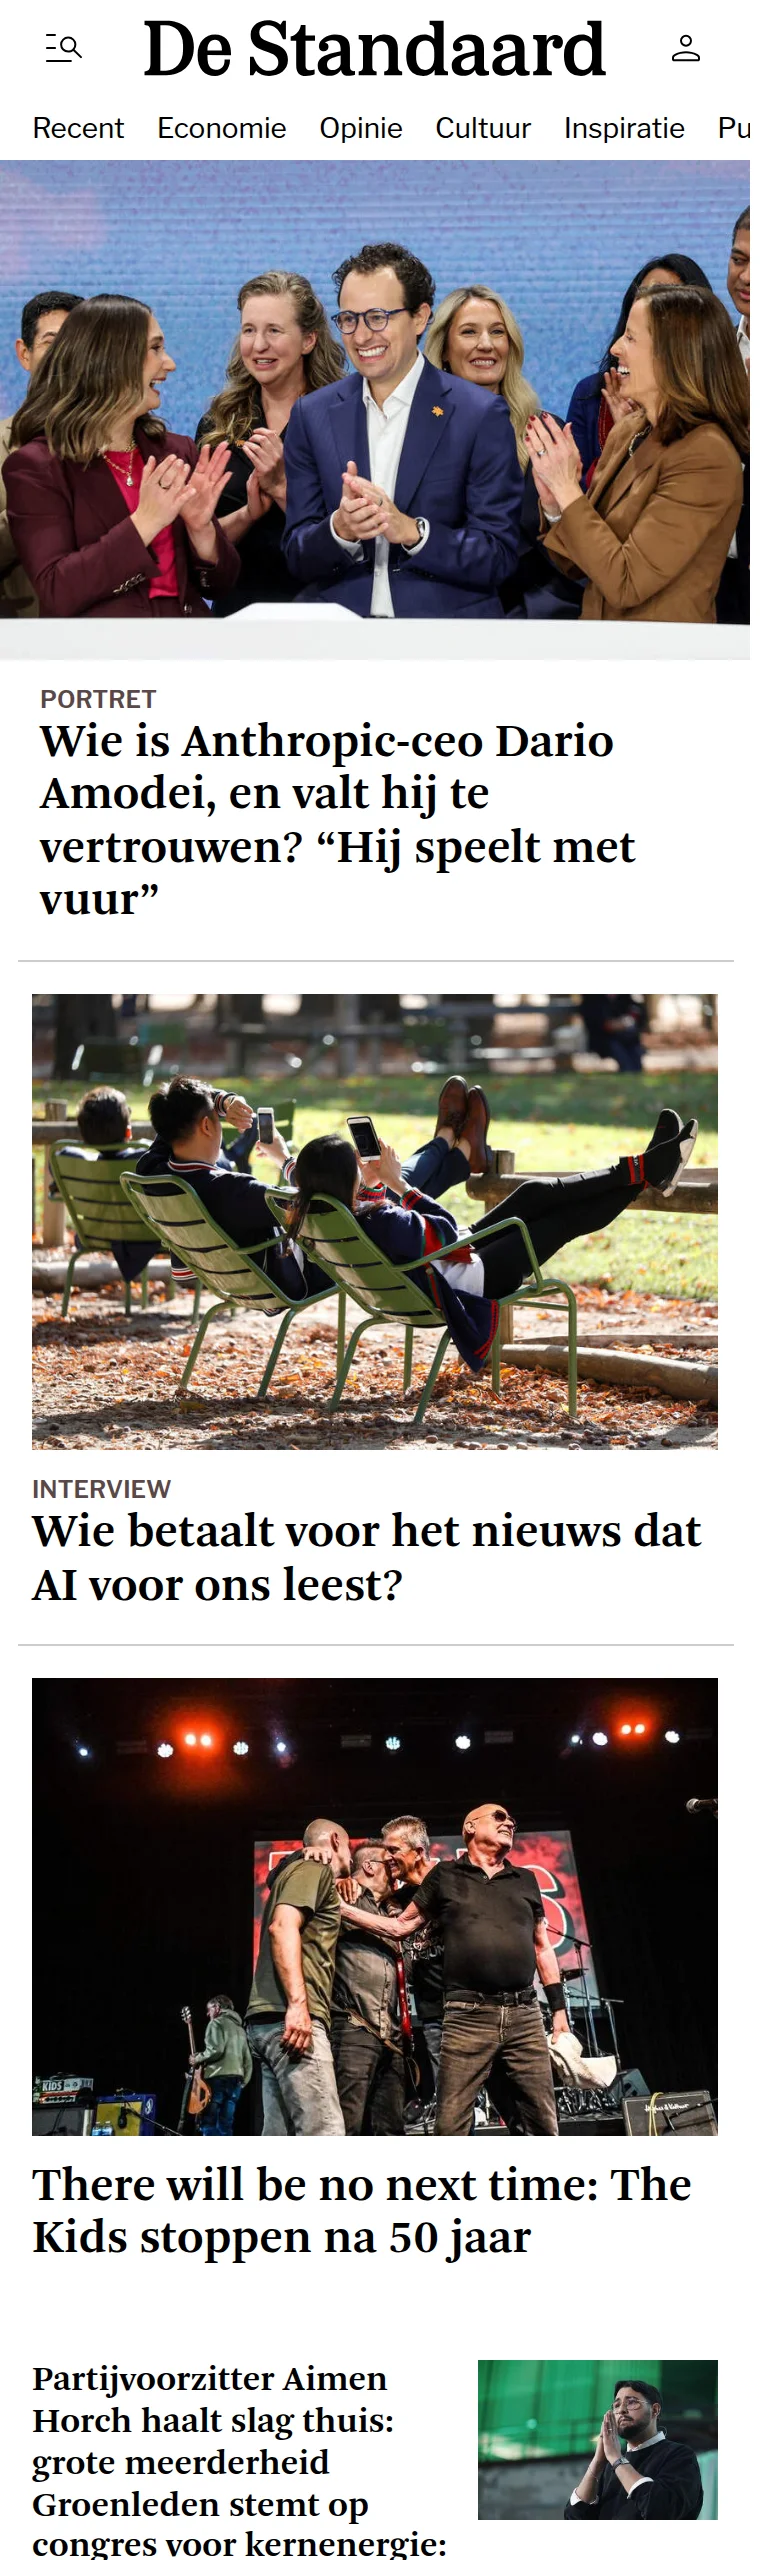 De Standaard
Recent Economie Opinie Cultuur Inspiratie Pu
PORTRET
Wie is Anthropic-ceo Dario
Amodei, en valt hij te
vertrouwen? “Hij speelt met
vuur”
INTERVIEW
Wie betaalt voor het nieuws dat
AI voor ons leest?
KIDS
There will be no next time: The
Kids stoppen na 50 jaar
Partijvoorzitter Aimen
Horch haalt slag thuis:
grote meerderheid
Groenleden stemt op
congres voor kernenergie: